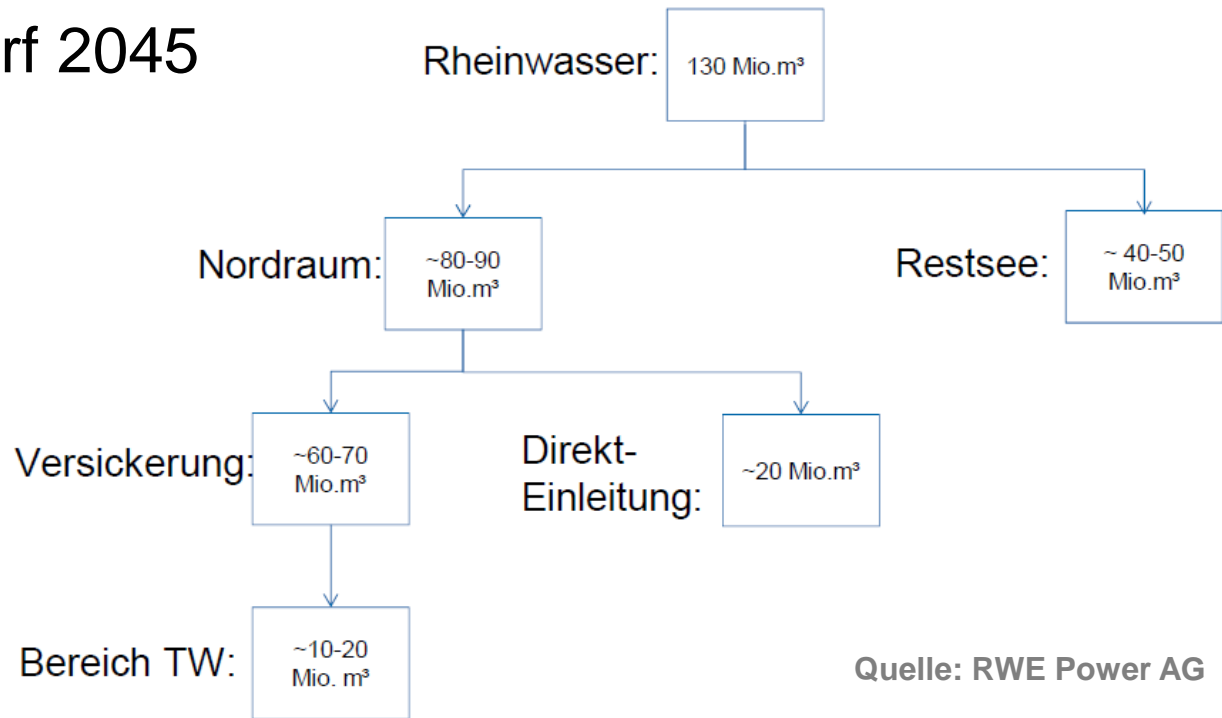 rf 2045
Rheinwasser:
130 Mio.m³
Nordraum:
~80-90
Mio.m³
Restsee:
~ 40-50
Mio.m³
Versickerung:
~60-70
Mio.m³
Direkt-
Einleitung:
~20 Mio.m³
Bereich TW:
~10-20
Mio. m³
Quelle: RWE Power AG